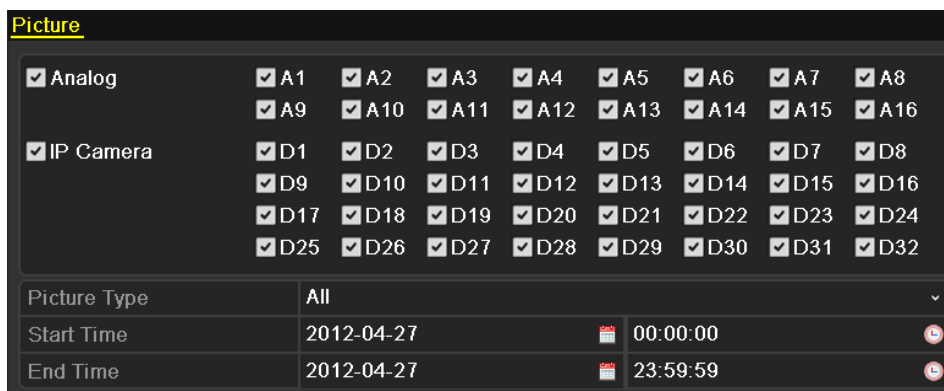 Picture
Analog A1 A2 A3 A4 A5 A6 A7 A8
A9 A10 A11 A12 A13 A14 A15 A16
IP Camera D1 D2 D3 D4 D5 D6 D7 D8
D9 D10 D11 D12 D13 D14 D15 D16
D17 D18 D19 D20 D21 D22 D23 D24
D25 D26 D27 D28 D29 D30 D31 D32
Picture Type All
Start Time 2012-04-27 00:00:00
End Time 2012-04-27 23:59:59